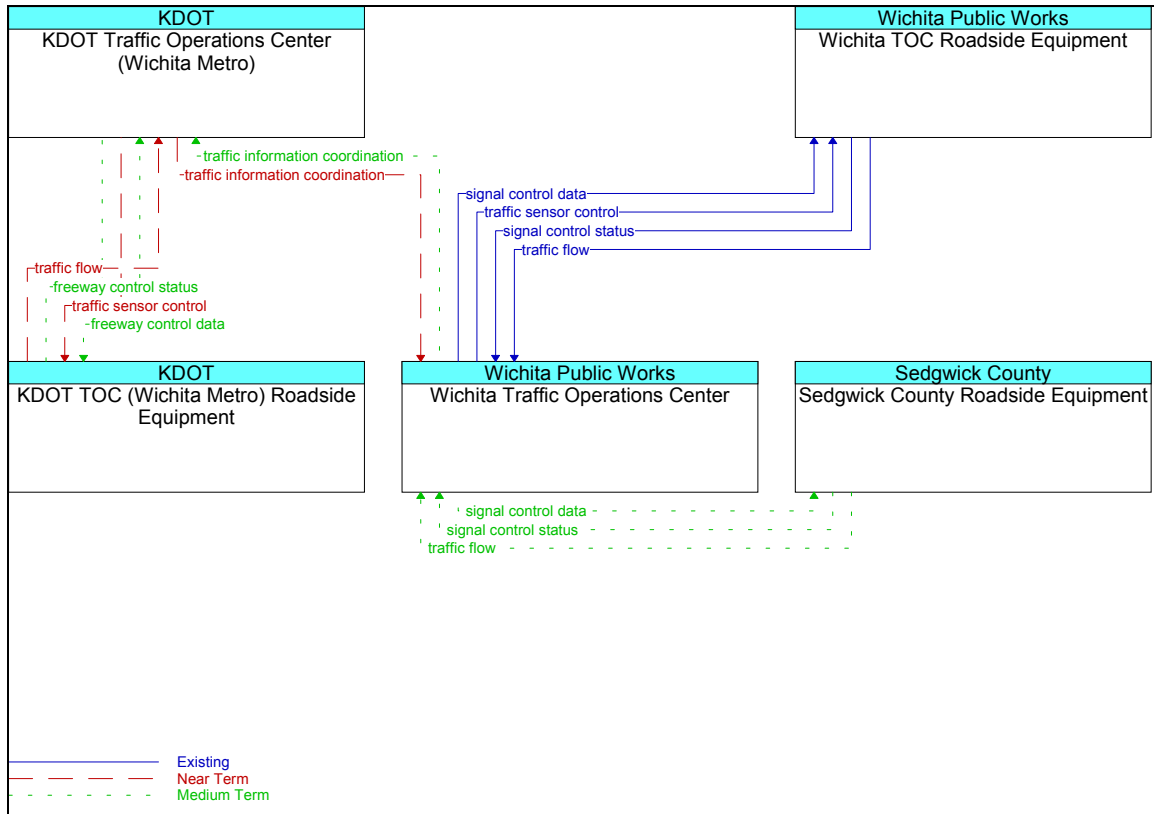 KDOT
KDOT Traffic Operations Center
(Wichita Metro)
Wichita Public Works
Wichita TOC Roadside Equipment
traffic information coordination
traffic information coordination
signal control data
traffic sensor control
signal control status
traffic flow
traffic flow
freeway control status
traffic sensor control
freeway control data
KDOT
KDOT TOC (Wichita Metro) Roadside
Equipment
Wichita Public Works
Wichita Traffic Operations Center
Sedgwick County
Sedgwick County Roadside Equipment
signal control data
signal control status
traffic flow
Existing
Near Term
Medium Term